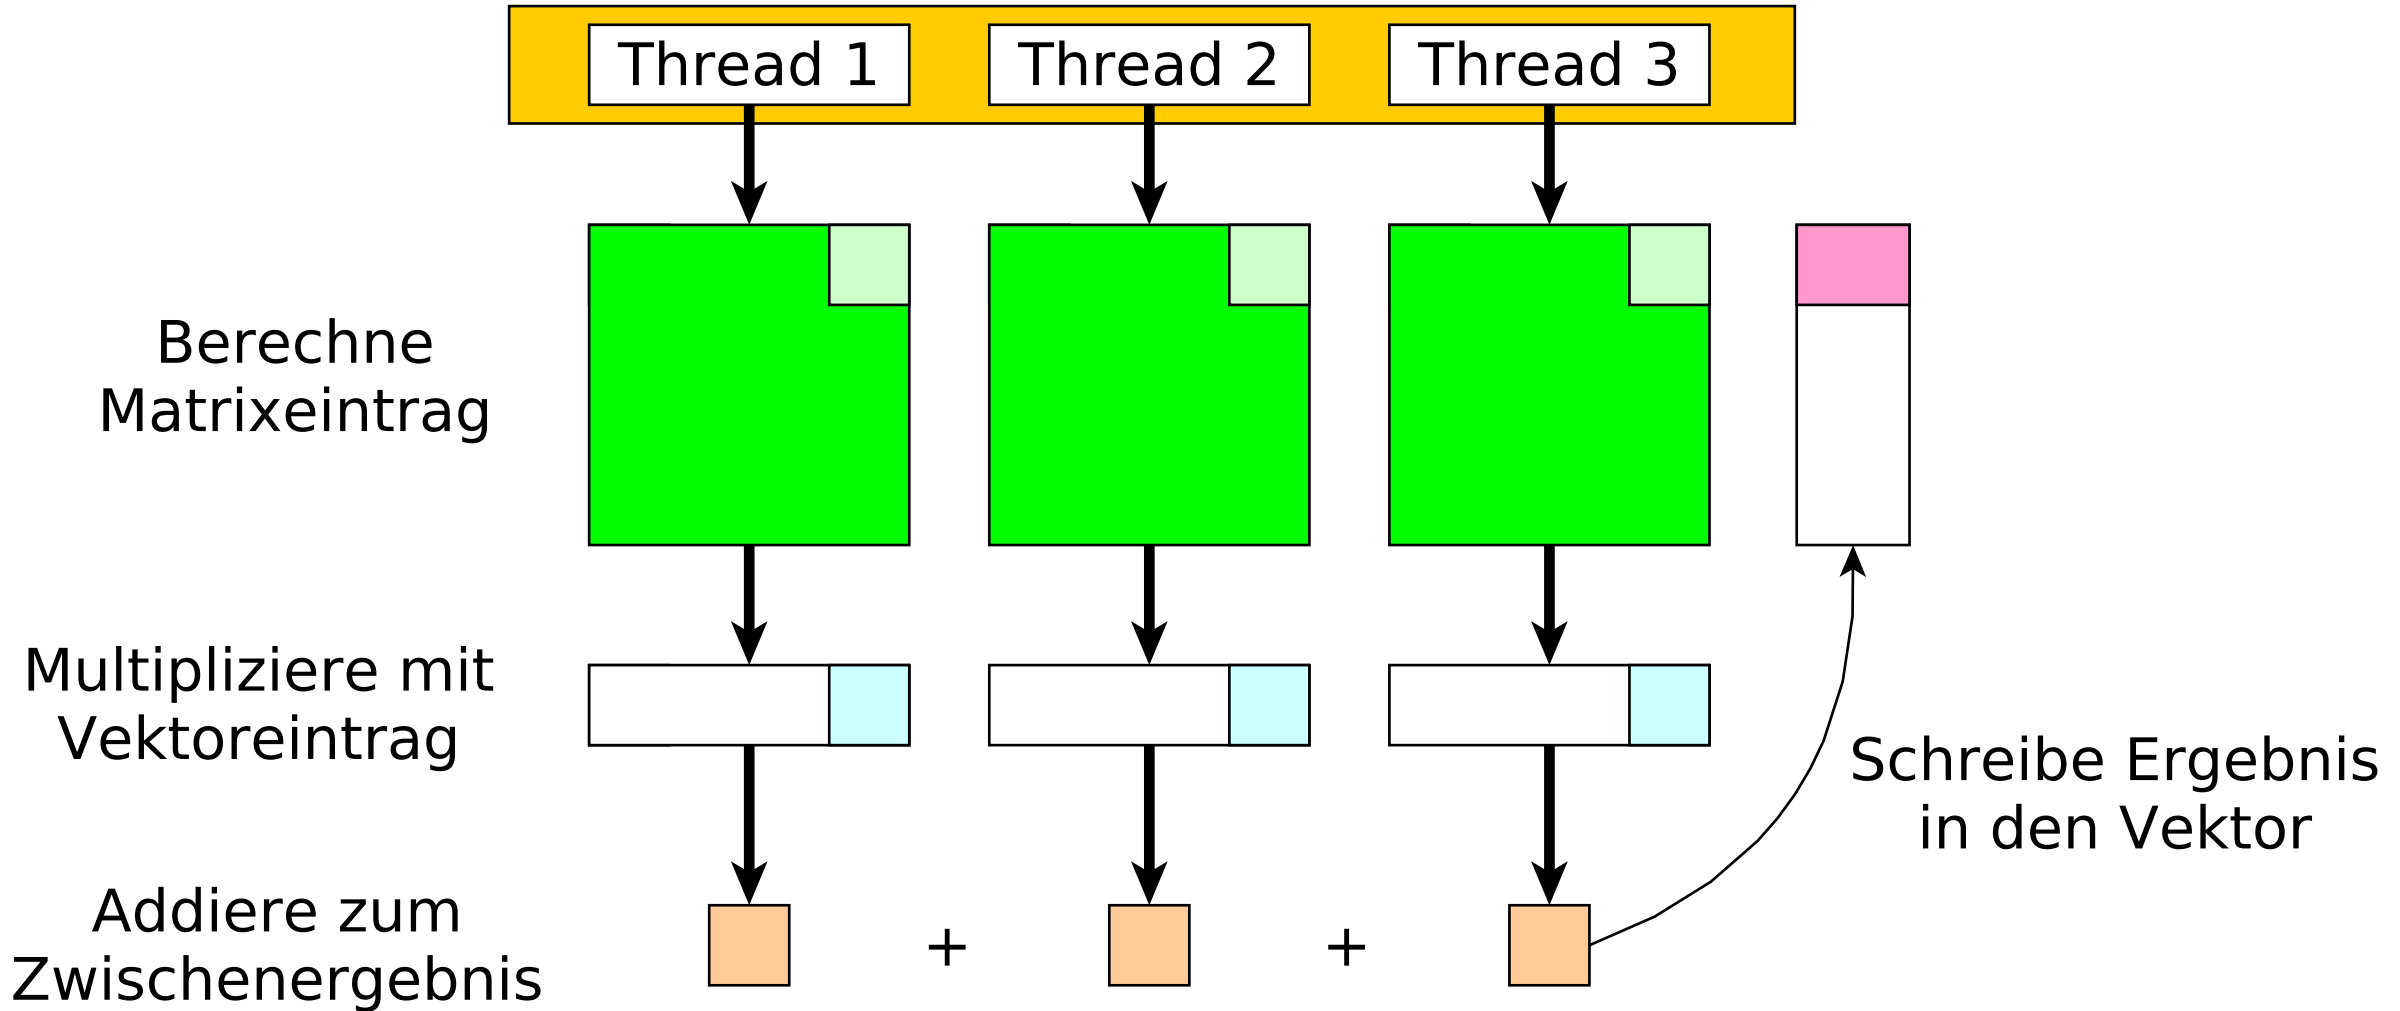 Thread 1
Thread 2
Thread 3
Berechne
Matrixeintrag
Multipliziere mit
Vektoreintrag
Schreibe Ergebnis
in den Vektor
Addiere zum
Zwischenergebnis
+
+